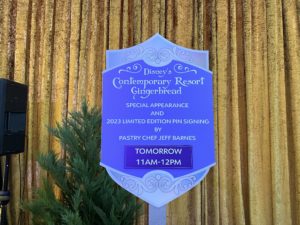 Disney's
Contemporary Resort
Gingerbread
SPECIAL APPEARANCE
AND
2023 LIMITED EDITION PIN SIGNING
BY
PASTRY CHEF JEFF BARNES
TOMORROW
11AM-12PM